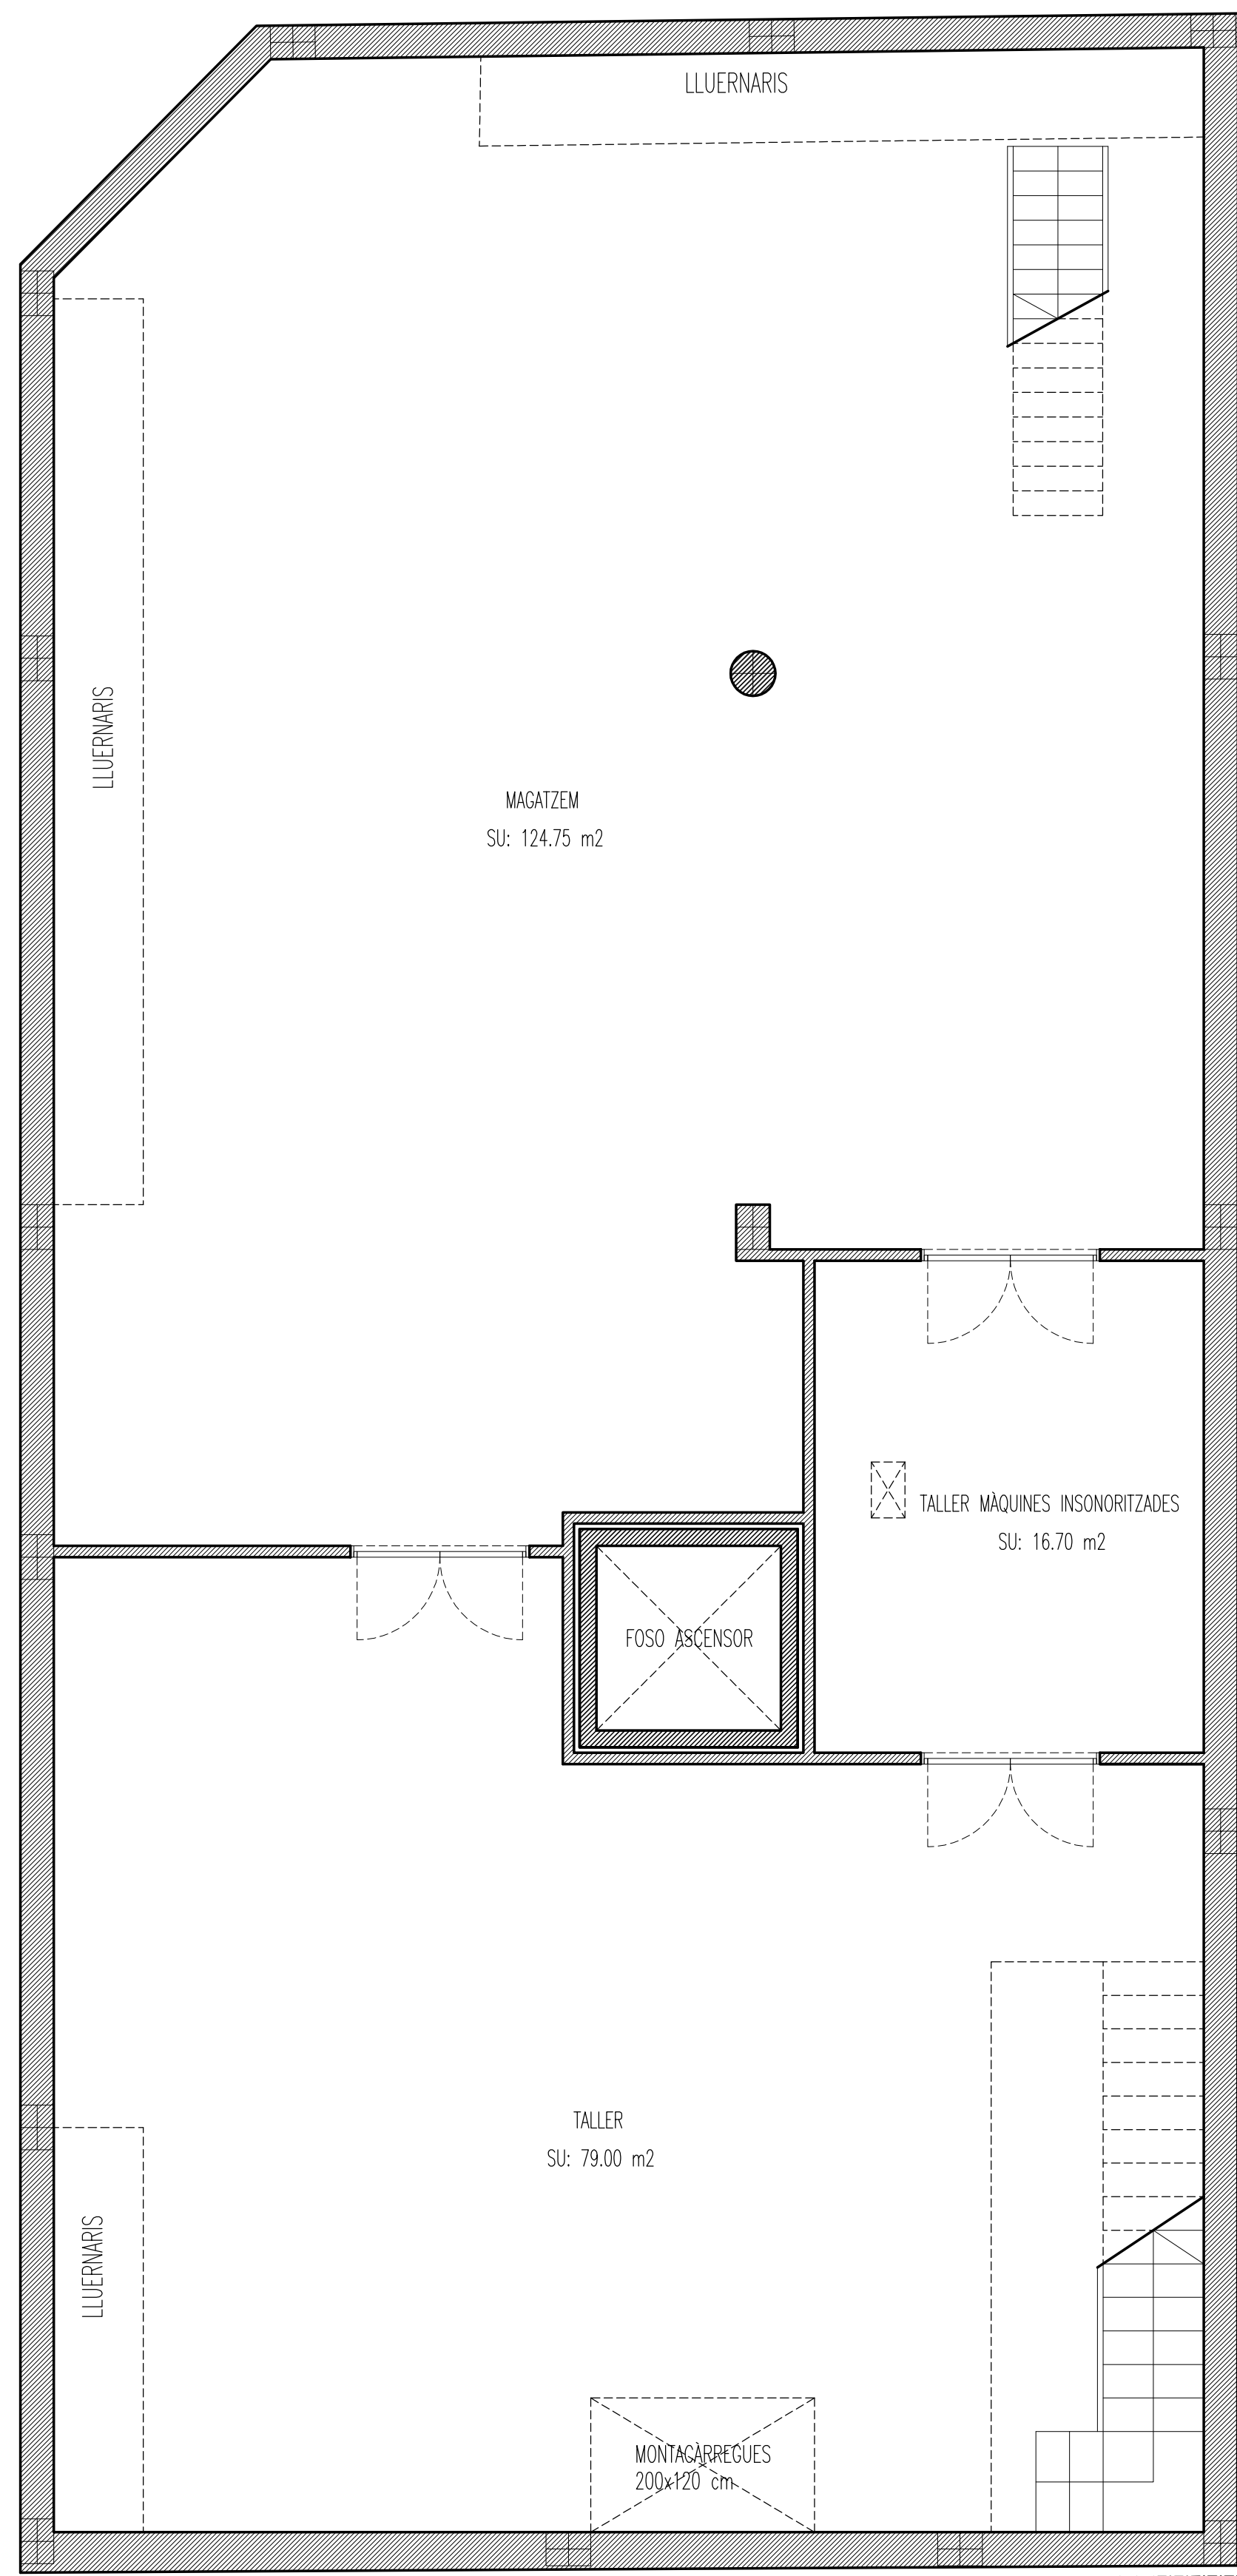 LLUERNARIS
LLUERNARIS
MAGATZEM
SU: 124.75 m2
TALLER MÀQUINES INSONORITZADES
SU: 16.70 m2
FOSO ASCENSOR
TALLER
SU: 79.00 m2
LLUERNARIS
MONTACÀRREGUES
200x120 cm